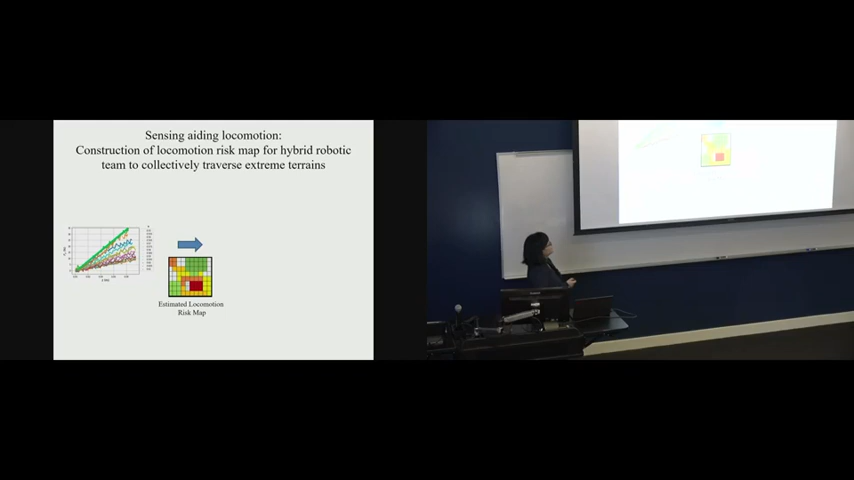 Sensing aiding locomotion:
Construction of locomotion risk map for hybrid robotic
team to collectively traverse extreme terrains
Estimated Locomotion
Risk Map